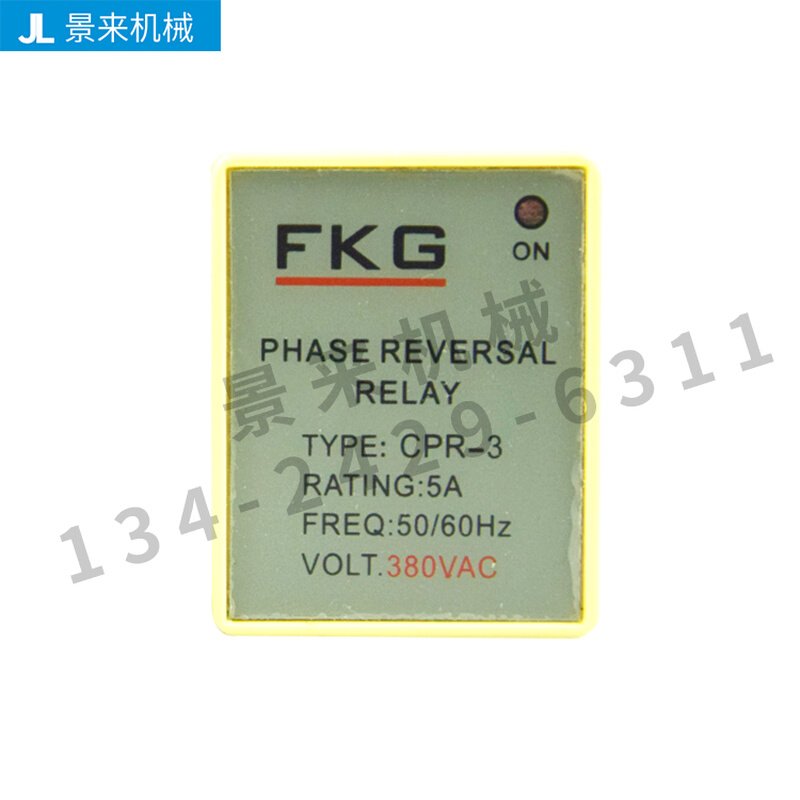 JL 景来机械
FKG
ON
PHASE REVERSAL
RELAY
TYPE: CPR-3
RATING:5A
FREQ:50/60Hz
VOLT.380VAC
景来机械
134-2429-6311